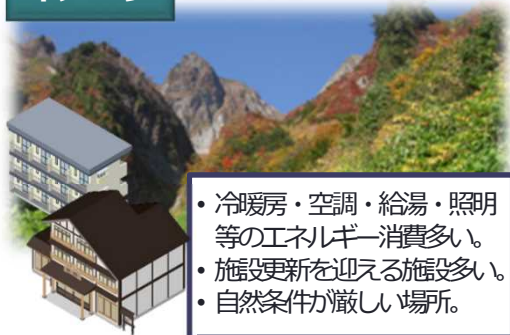 • 冷暖房・空調・給湯・照明
等のエネルギー消費多い。
• 施設更新を迎える施設多い。
• 自然条件が厳しい場所。